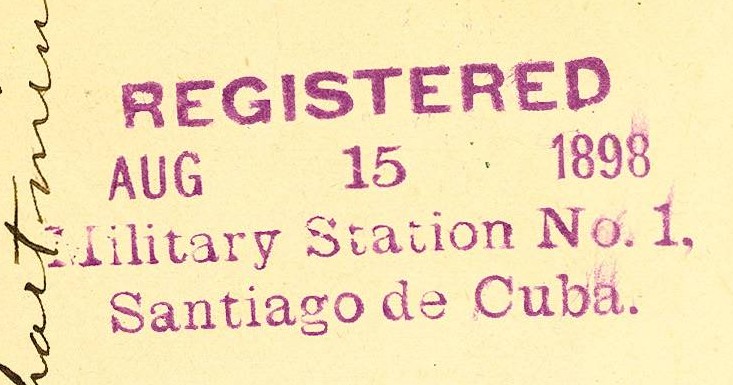 REGISTERED
AUG 15 1898
Military Station No. 1,
Santiago de Cuba.